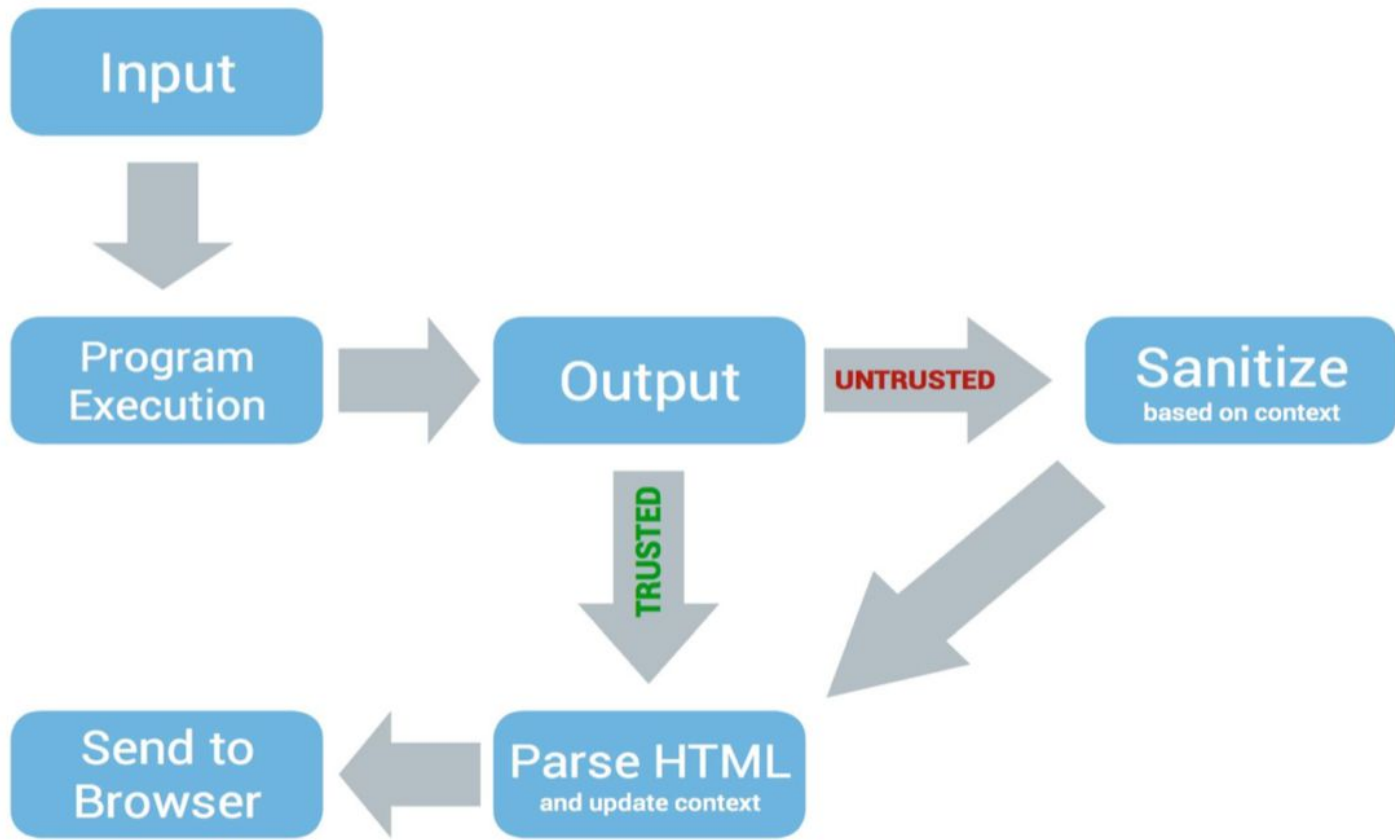 Input
Program
Execution
Output
UNTRUSTED
Sanitize
based on context
TRUSTED
Send to
Browser
Parse HTML
and update context